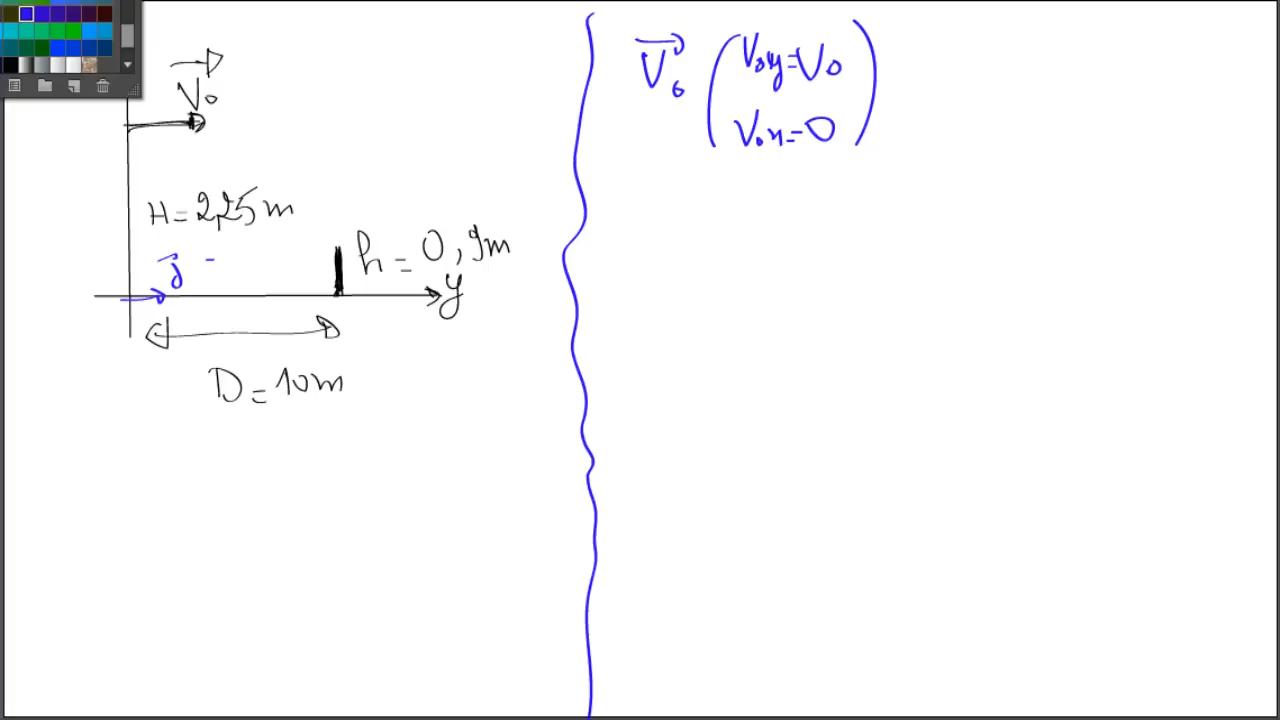 V₀
H = 2,25 m
j
h = 0,9m
y
D = 10m
V₀ ( V₀y = V₀
V₀x = 0 )